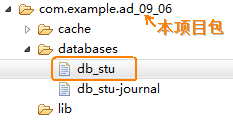 com.example.ad_09_06
本项目包
cache
databases
db_stu
db_stu-journal
lib